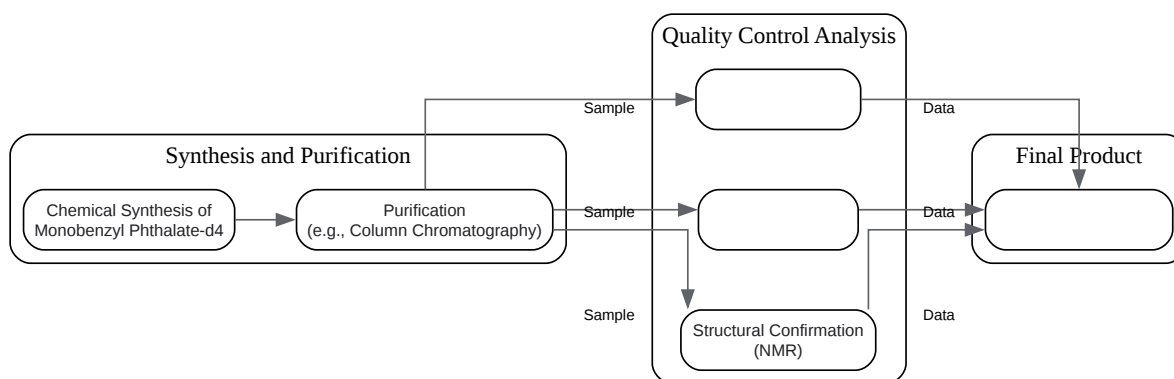 Quality Control Analysis
Sample
Data
Synthesis and Purification
Final Product
Chemical Synthesis of
Monobenzyl Phthalate-d4
Purification
(e.g., Column Chromatography)
Sample
Data
Sample
Data
Structural Confirmation
(NMR)